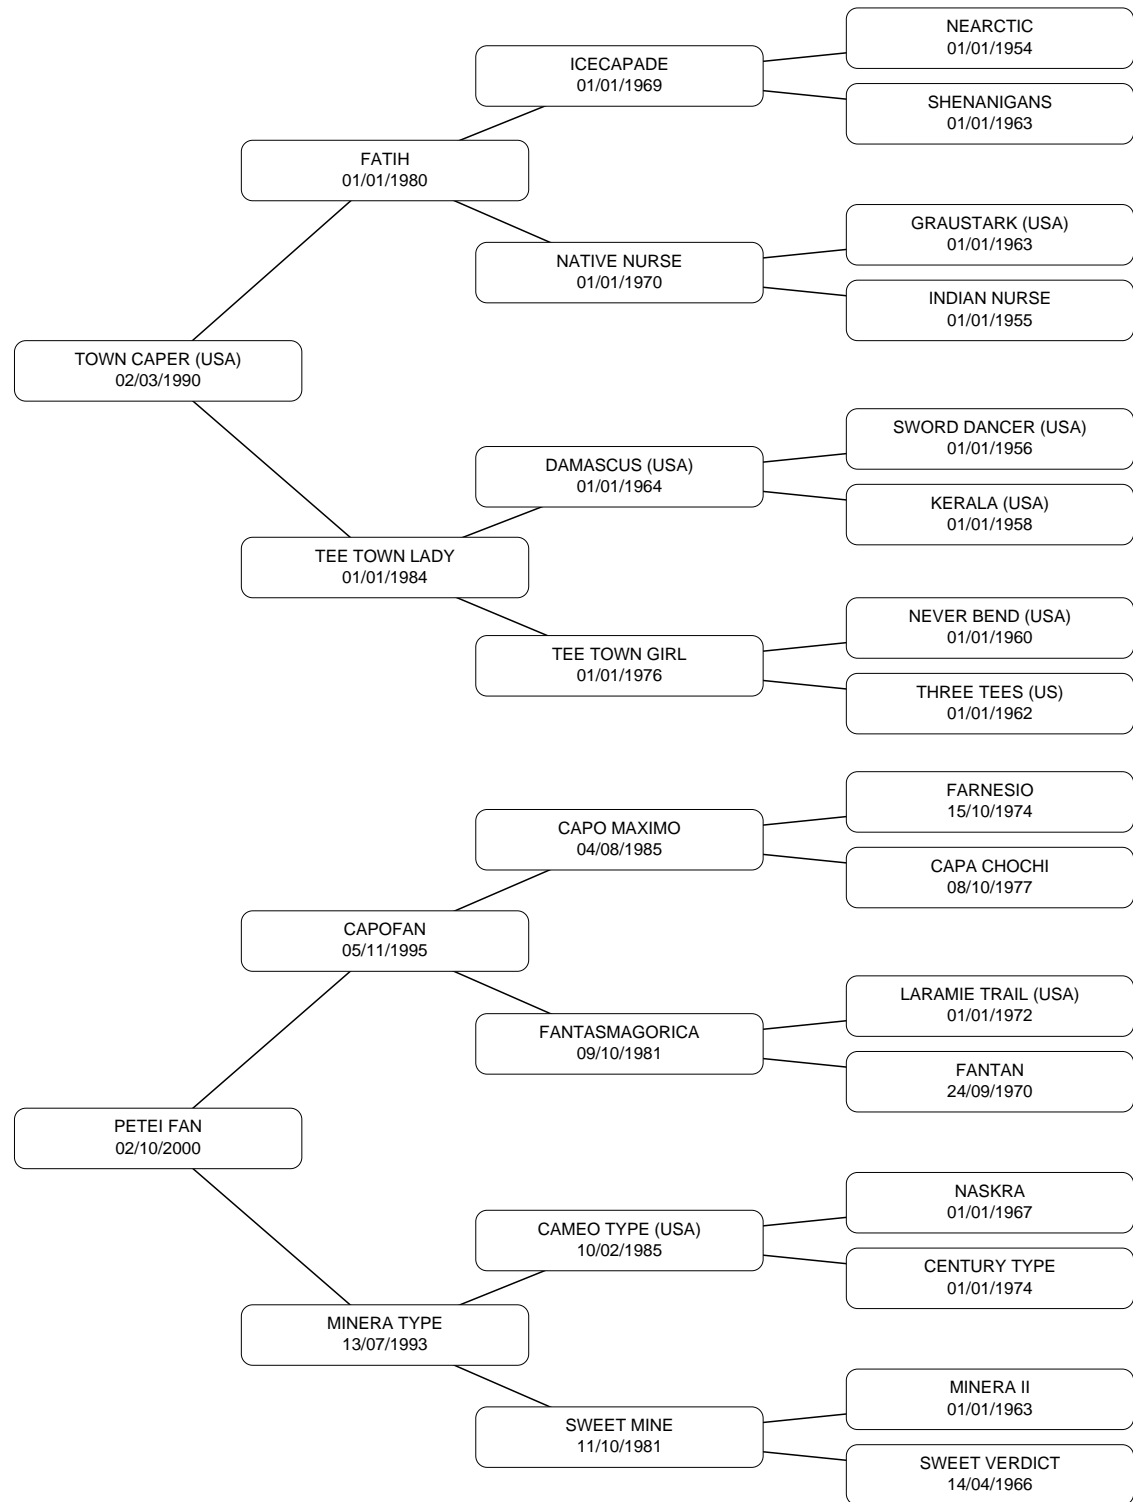 NEARCTIC
01/01/1954
ICECAPADE
01/01/1969
SHENANIGANS
01/01/1963
FATIH
01/01/1980
GRAUSTARK (USA)
01/01/1963
NATIVE NURSE
01/01/1970
INDIAN NURSE
01/01/1955
TOWN CAPER (USA)
02/03/1990
SWORD DANCER (USA)
01/01/1956
DAMASCUS (USA)
01/01/1964
KERALA (USA)
01/01/1958
TEE TOWN LADY
01/01/1984
NEVER BEND (USA)
01/01/1960
TEE TOWN GIRL
01/01/1976
THREE TEES (US)
01/01/1962
FARNESIO
15/10/1974
CAPO MAXIMO
04/08/1985
CAPA CHOCHI
08/10/1977
CAPOFAN
05/11/1995
LARAMIE TRAIL (USA)
01/01/1972
FANTASMAGORICA
09/10/1981
FANTAN
24/09/1970
PETEI FAN
02/10/2000
NASKRA
01/01/1967
CAMEO TYPE (USA)
10/02/1985
CENTURY TYPE
01/01/1974
MINERA TYPE
13/07/1993
MINERA II
01/01/1963
SWEET MINE
11/10/1981
SWEET VERDICT
14/04/1966